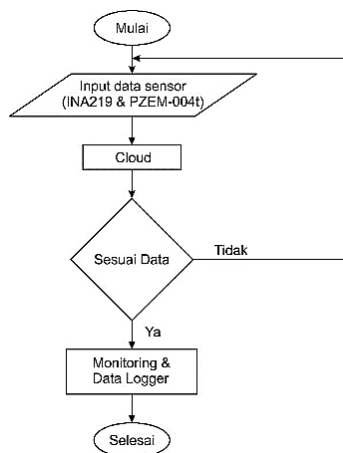 Mulai
Input data sensor
(INA219 & PZEM-004t)
Cloud
Sesuai Data
Tidak
Ya
Monitoring &
Data Logger
Selesai